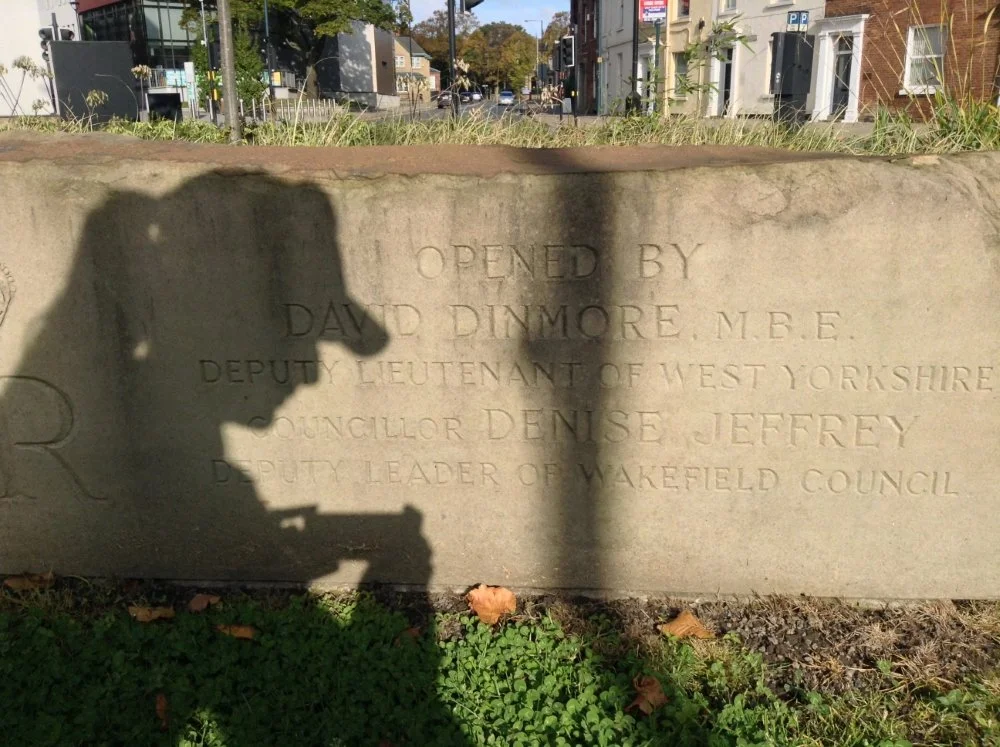 OPENED BY
DAVID DINMORE, M.B.E.
DEPUTY LIEUTENANT OF WEST YORKSHIRE
COUNCILLOR DENISE JEFFREY
DEPUTY LEADER OF WAKEFIELD COUNCIL
R
P P